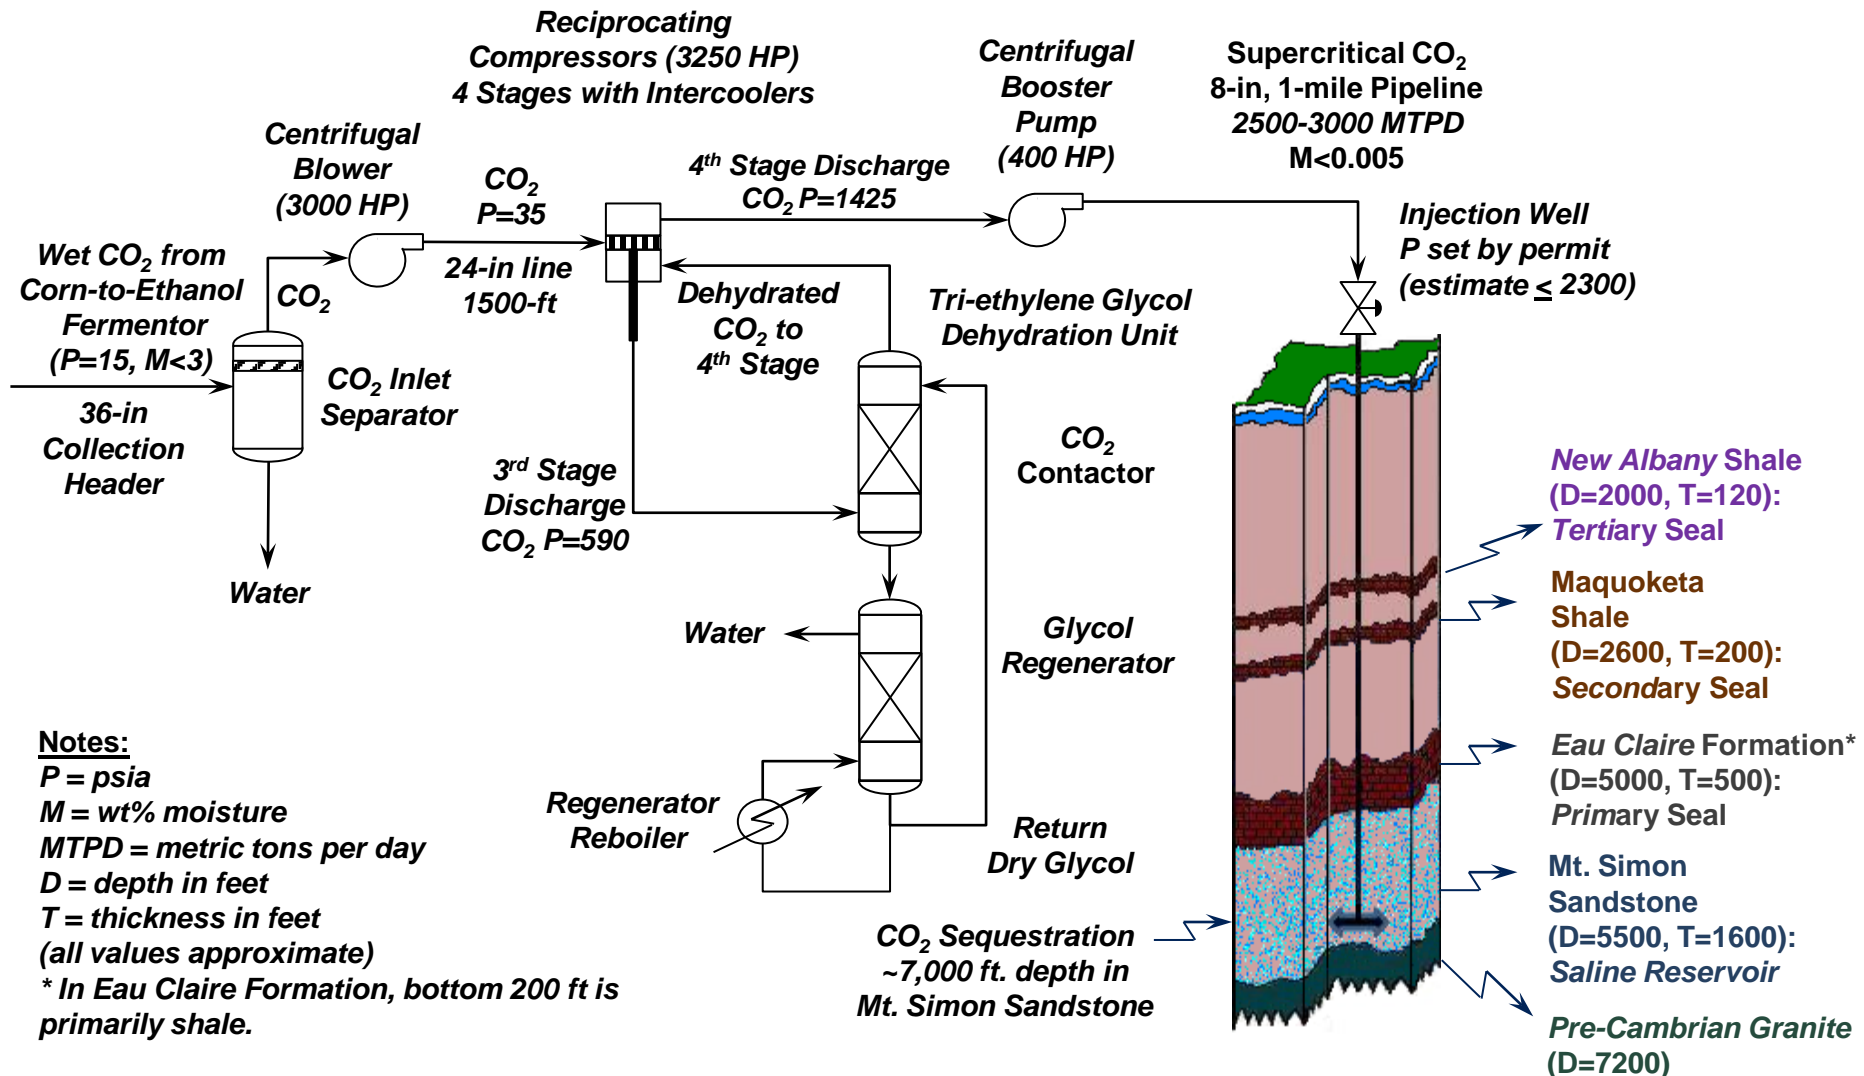 Reciprocating
Compressors (3250 HP)
4 Stages with Intercoolers
Centrifugal
Booster
Pump
(400 HP)
Supercritical CO2
8-in, 1-mile Pipeline
2500-3000 MTPD
M<0.005
Centrifugal
Blower
(3000 HP)
CO2
P=35
4th Stage Discharge
CO2 P=1425
Injection Well
P set by permit
(estimate ≤ 2300)
Wet CO2 from
Corn-to-Ethanol
Fermentor
(P=15, M<3)
CO2
24-in line
1500-ft
Dehydrated
CO2 to
4th Stage
Tri-ethylene Glycol
Dehydration Unit
36-in
Collection
Header
CO2 Inlet
Separator
3rd Stage
Discharge
CO2 P=590
CO2
Contactor
New Albany Shale
(D=2000, T=120):
Tertiary Seal
Water
Maquoketa
Shale
(D=2600, T=200):
Secondary Seal
Water
Glycol
Regenerator
Eau Claire Formation*
(D=5000, T=500):
Primary Seal
Regenerator
Reboiler
Return
Dry Glycol
Mt. Simon
Sandstone
(D=5500, T=1600):
Saline Reservoir
CO2 Sequestration
~7,000 ft. depth in
Mt. Simon Sandstone
Pre-Cambrian Granite
(D=7200)
Notes:
P = psia
M = wt% moisture
MTPD = metric tons per day
D = depth in feet
T = thickness in feet
(all values approximate)
* In Eau Claire Formation, bottom 200 ft is
primarily shale.